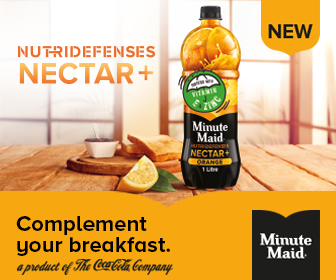 NEW
NUTRIDEFENSES
NECTAR+
VITAMIN
C
ZINC
Minute
Maid
NUTRIDEFENSES
NECTAR+
ORANGE
1 Litre
Complement
your breakfast.
a product of The Coca-Cola Company
Minute
Maid